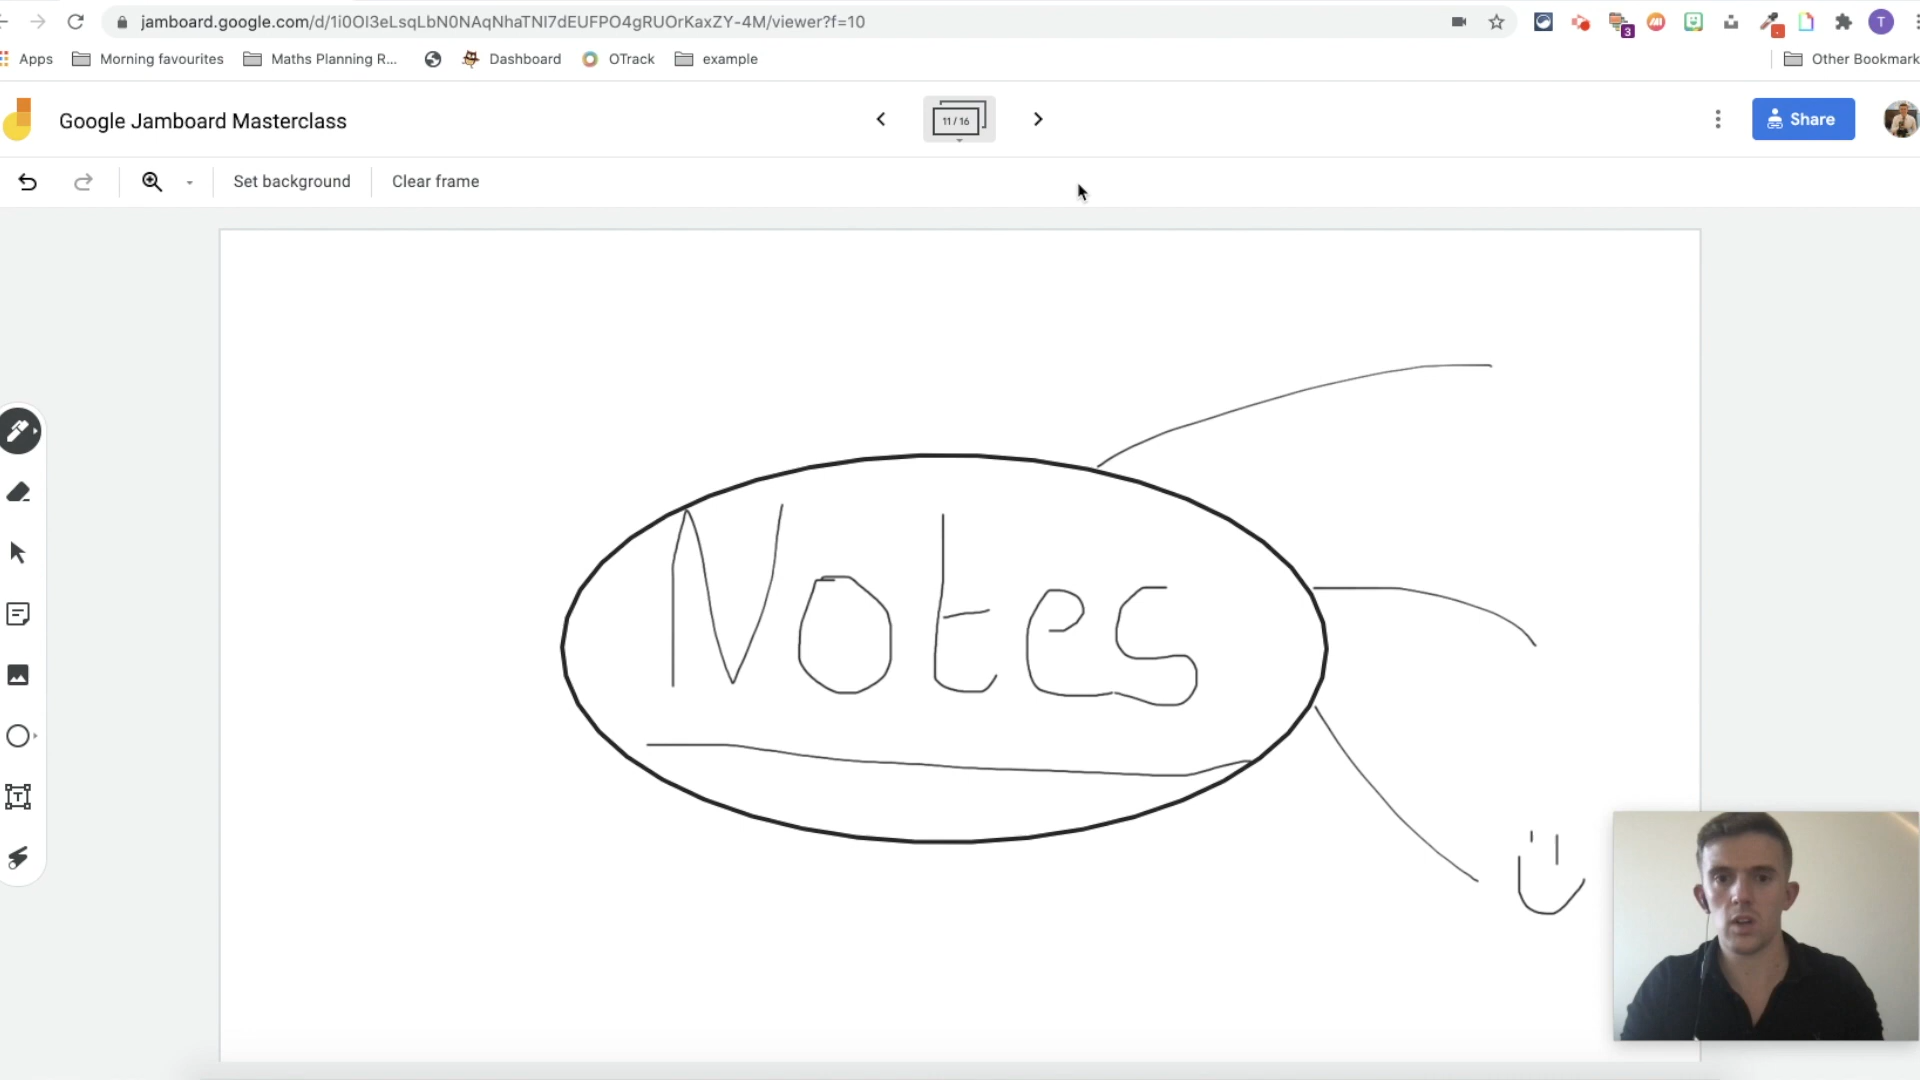 jamboard.google.com/d/1i0OI3eLsqLbN0NAqNhaTNI7dEUFPO4gRUOrKaxZY-4M/viewer?f=10
3
T
Apps Morning favourites Maths Planning R... Dashboard OTrack example Other Bookmark
Google Jamboard Masterclass
11 / 16
Share
Set background Clear frame
Notes
T